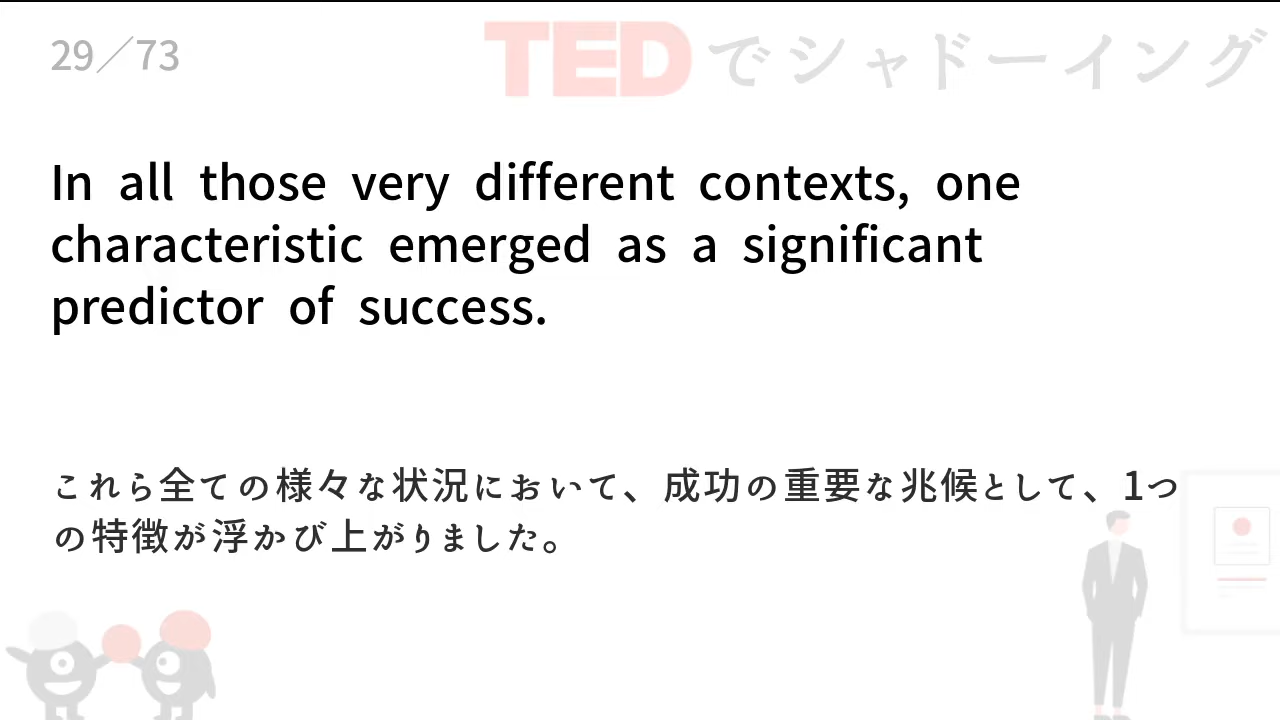 29／73
TEDでシャドーイング
In all those very different contexts, one
characteristic emerged as a significant
predictor of success.
これら全ての様々な状況において、成功の重要な兆候として、1つ
の特徴が浮かび上がりました。